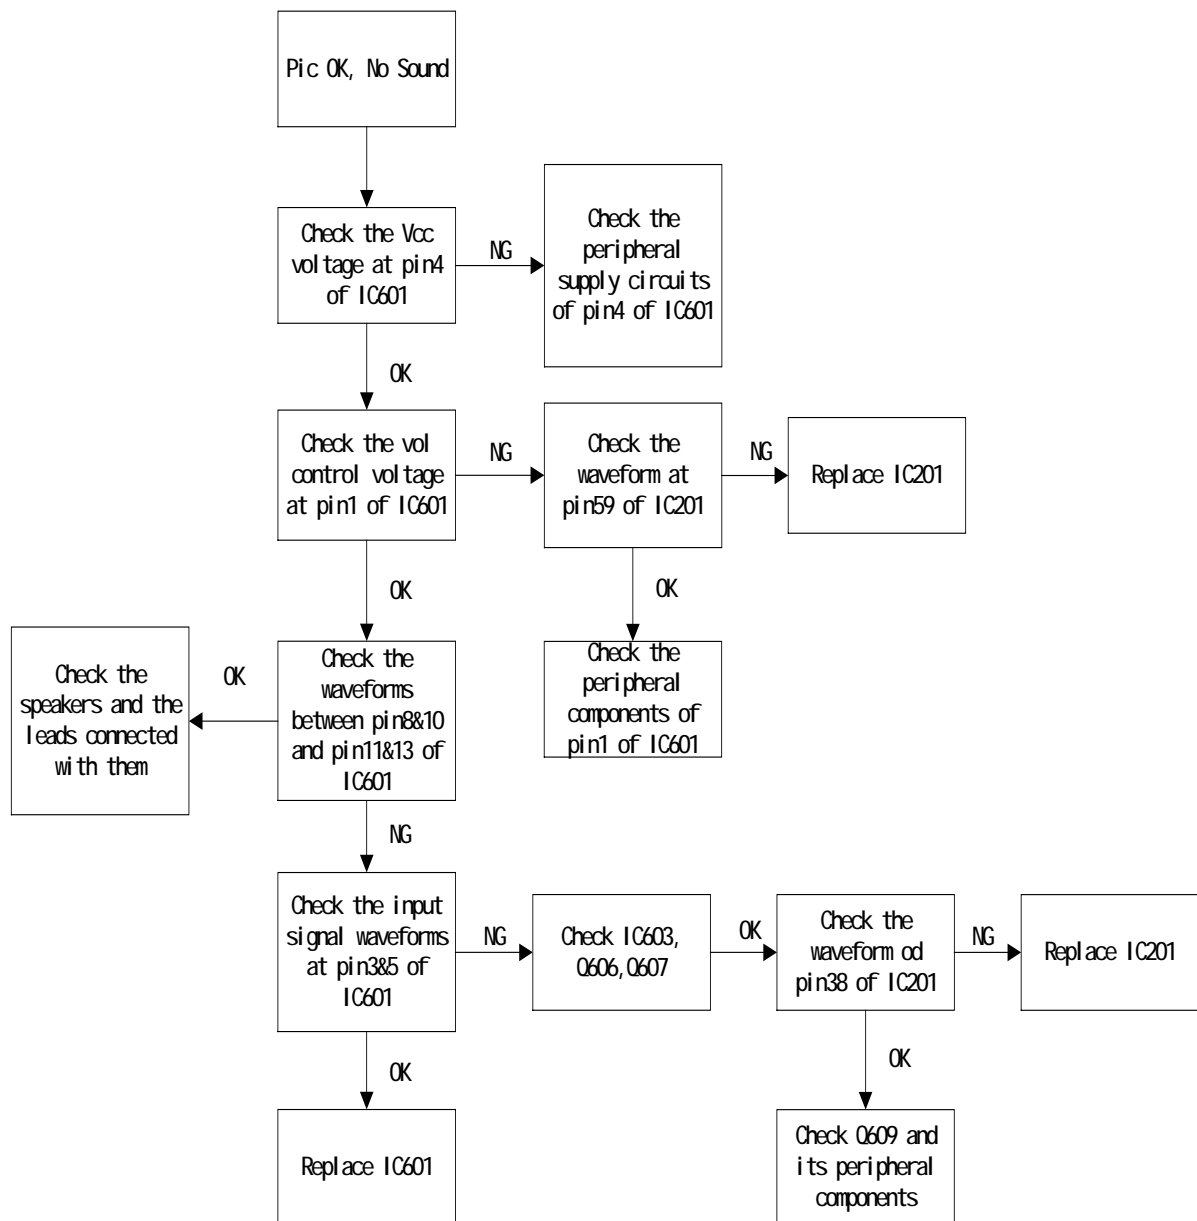 Pic OK, No Sound
Check the Vcc
voltage at pin4
of IC601
NG
Check the
peripheral
supply circuits
of pin4 of IC601
OK
Check the vol
control voltage
at pin1 of IC601
NG
Check the
waveform at
pin59 of IC201
NG
Replace IC201
OK
OK
Check the
speakers and the
leads connected
with them
OK
Check the
waveforms
between pin8&10
and pin11&13 of
IC601
Check the
peripheral
components of
pin1 of IC601
NG
Check the input
signal waveforms
at pin3&5 of
IC601
NG
Check IC603,
Q606,Q607
OK
Check the
waveform od
pin38 of IC201
NG
Replace IC201
OK
OK
Replace IC601
Check Q609 and
its peripheral
components